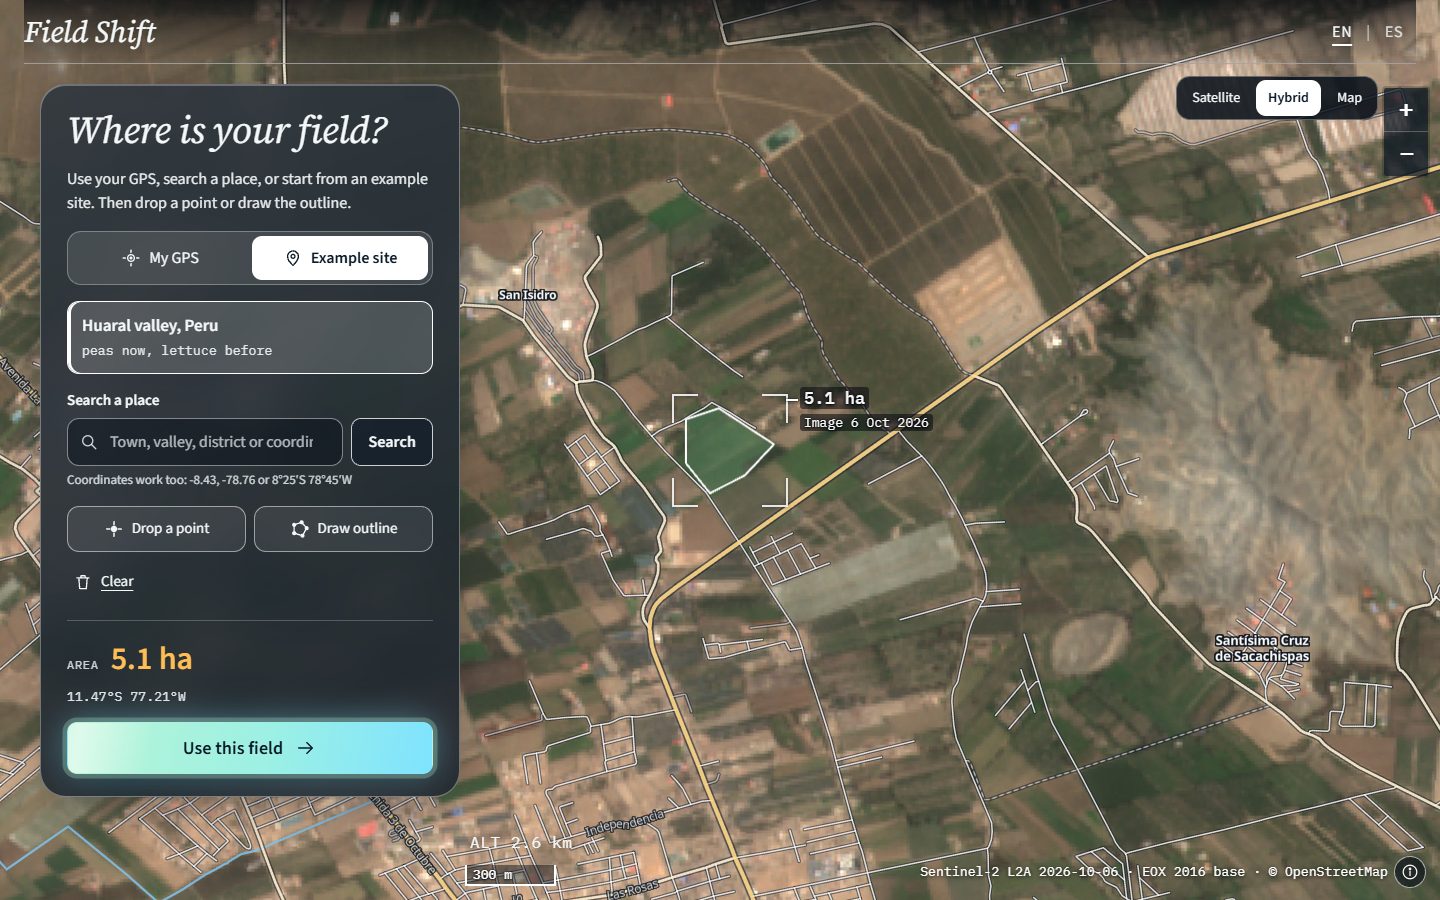 Field Shift
EN | ES
Satellite
Hybrid
Map
+
−
Where is your field?
Use your GPS, search a place, or start from an example
site. Then drop a point or draw the outline.
My GPS
Example site
Huaral valley, Peru
peas now, lettuce before
Search a place
Town, valley, district or coordin
Search
Coordinates work too: -8.43, -78.76 or 8°25'S 78°45'W
Drop a point
Draw outline
Clear
AREA 5.1 ha
11.47°S 77.21°W
Use this field →
San Isidro
5.1 ha
Image 6 Oct 2026
Santísima Cruz
de Sacachispas
Avenida La
Independencia
Las Rosas
ALT 2.6 km
300 m
Sentinel-2 L2A 2026-10-06 · EOX 2016 base · © OpenStreetMap